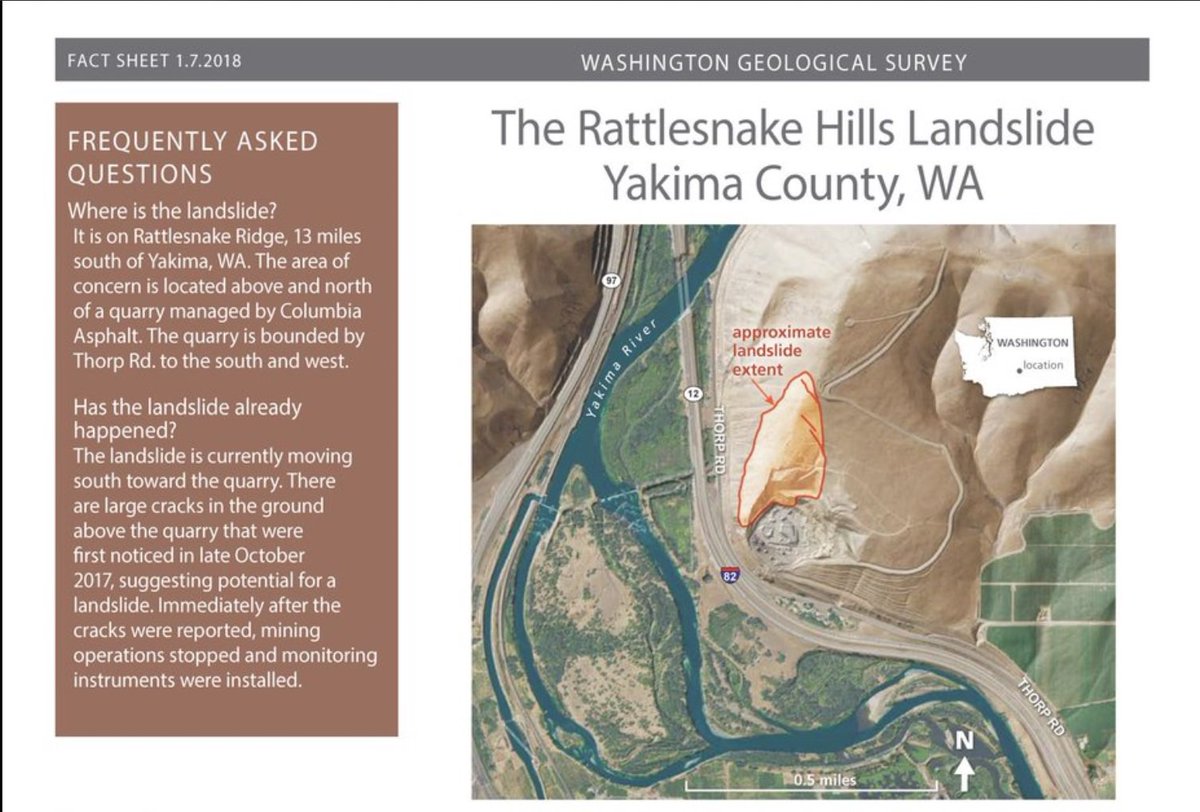 FACT SHEET 1.7.2018
WASHINGTON GEOLOGICAL SURVEY
FREQUENTLY ASKED
QUESTIONS
Where is the landslide?
It is on Rattlesnake Ridge, 13 miles
south of Yakima, WA. The area of
concern is located above and north
of a quarry managed by Columbia
Asphalt. The quarry is bounded by
Thorp Rd. to the south and west.
Has the landslide already
happened?
The landslide is currently moving
south toward the quarry. There
are large cracks in the ground
above the quarry that were
first noticed in late October
2017, suggesting potential for a
landslide. Immediately after the
cracks were reported, mining
operations stopped and monitoring
instruments were installed.
The Rattlesnake Hills Landslide
Yakima County, WA
97
Yakima River
approximate
landslide
extent
WASHINGTON
location
12
THORP RD
82
THORP RD
N
0.5 miles